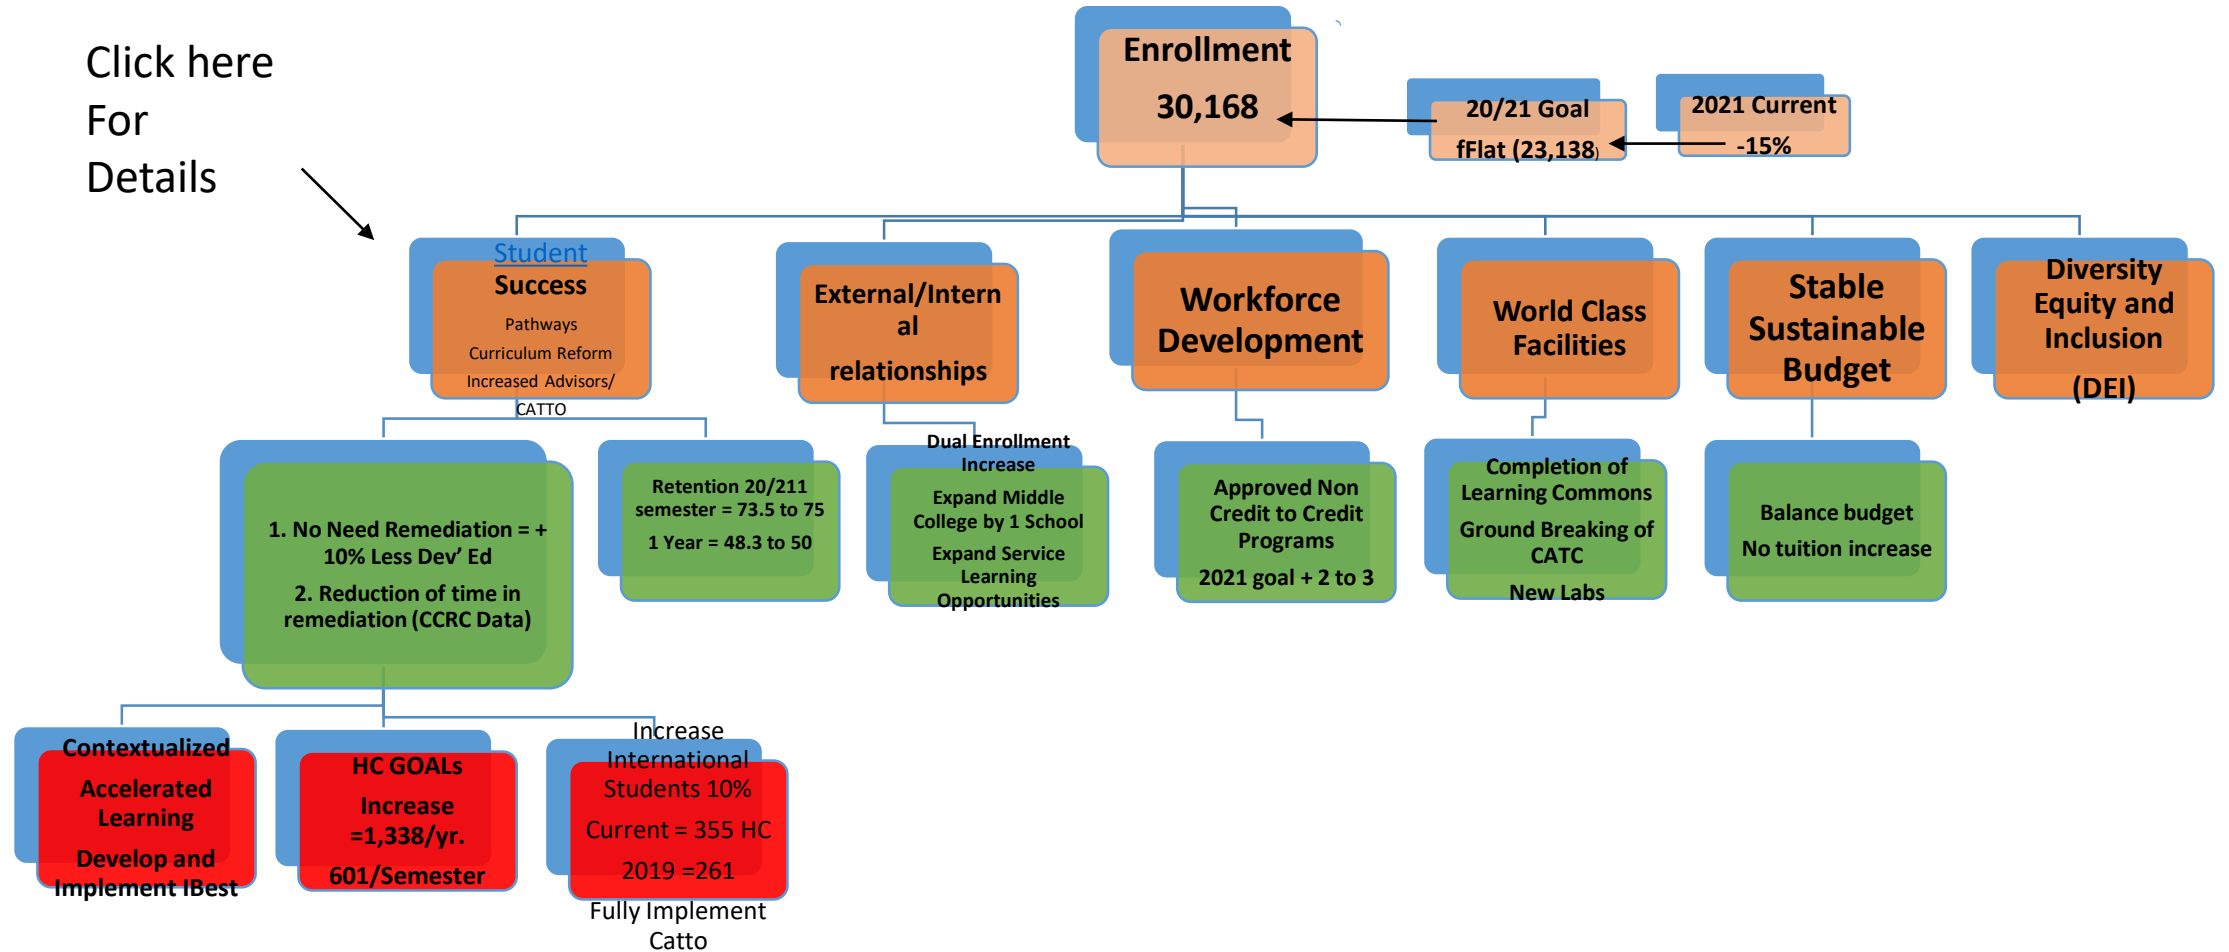 Click here
For
Details
Enrollment
30,168
20/21 Goal
fFlat (23,138)
2021 Current
-15%
Student
Success
Pathways
Curriculum Reform
Increased Advisors/
CATTO
External/Intern
al
relationships
Workforce
Development
World Class
Facilities
Stable
Sustainable
Budget
Diversity
Equity and
Inclusion
(DEI)
1. No Need Remediation = +
10% Less Dev’ Ed
2. Reduction of time in
remediation (CCRC Data)
Retention 20/211
semester = 73.5 to 75
1 Year = 48.3 to 50
Dual Enrollment
Increase
Expand Middle
College by 1 School
Expand Service
Learning
Opportunities
Approved Non
Credit to Credit
Programs
2021 goal + 2 to 3
Completion of
Learning Commons
Ground Breaking of
CATC
New Labs
Balance budget
No tuition increase
Contextualized
Accelerated
Learning
Develop and
Implement IBest
HC GOALs
Increase
=1,338/yr.
601/Semester
Increase
International
Students 10%
Current = 355 HC
2019 =261
Fully Implement
Catto